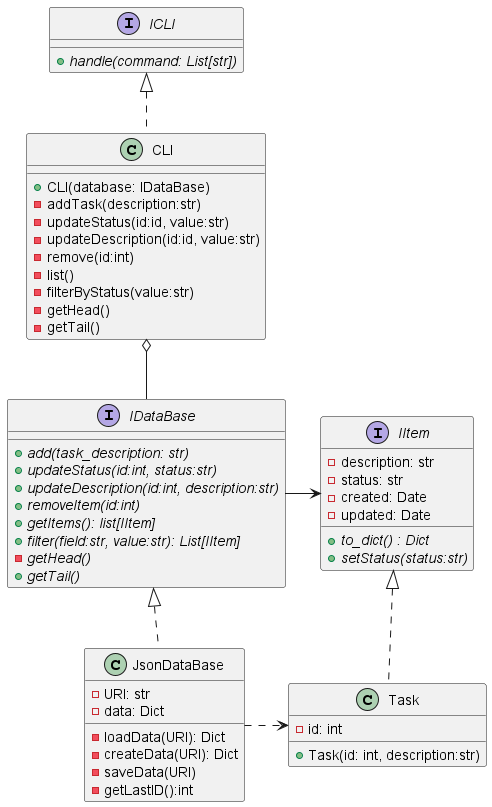 I ICLI
handle(command: List[str])
C CLI
CLI(database: IDataBase)
addTask(description:str)
updateStatus(id:id, value:str)
updateDescription(id:id, value:str)
remove(id:int)
list()
filterByStatus(value:str)
getHead()
getTail()
I IDataBase
add(task_description: str)
updateStatus(id:int, status:str)
updateDescription(id:int, description:str)
removeItem(id:int)
getItems(): list[IItem]
filter(field:str, value:str): List[IItem]
getHead()
getTail()
I IItem
description: str
status: str
created: Date
updated: Date
to_dict() : Dict
setStatus(status:str)
C JsonDataBase
URI: str
data: Dict
loadData(URI): Dict
createData(URI): Dict
saveData(URI)
getLastID():int
C Task
id: int
Task(id: int, description:str)